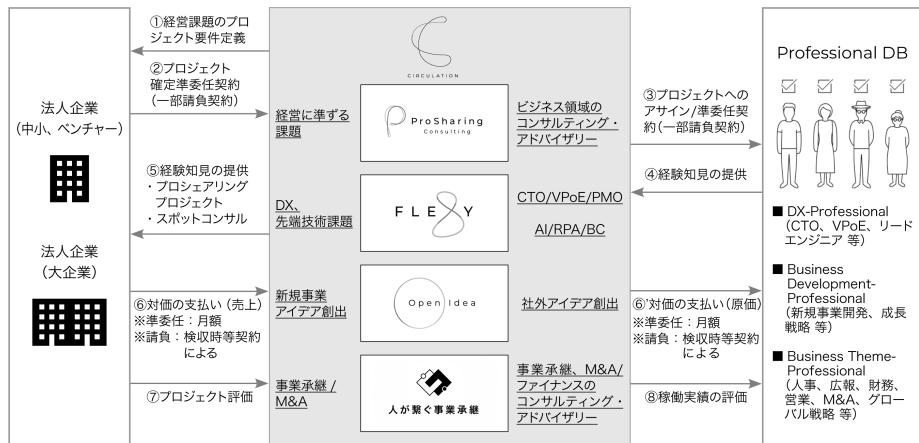 ①経営課題のプロ
ジェクト要件定義
②プロジェクト
確定準委任契約
（一部請負契約）
法人企業
（中小、ベンチャー）
⑤経験知見の提供
・プロシェアリング
プロジェクト
・スポットコンサル
法人企業
（大企業）
⑥対価の支払い（売上）
※準委任：月額
※請負：検収時等契約
による
⑦プロジェクト評価
CIRCULATION
経営に準ずる
課題
ProSharing
Consulting
ビジネス領域の
コンサルティング・
アドバイザリー
DX、
先端技術課題
FLEXY
CTO/VPoE/PMO
AI/RPA/BC
新規事業
アイデア創出
Open Idea
社外アイデア創出
事業承継 /
M&A
人が繋ぐ事業承継
事業承継、M&A/
ファイナンスの
コンサルティング・
アドバイザリー
③プロジェクトへの
アサイン/準委任契
契約（一部請負契約）
④経験知見の提供
⑥’対価の支払い（原価）
※準委任：月額
※請負：検収時等契約
による
⑧稼働実績の評価
Professional DB
■ DX-Professional
（CTO、VPoE、リード
エンジニア 等）
■ Business
Development-
Professional
（新規事業開発、成長
戦略 等）
■ Business Theme-
Professional
（人事、広報、財務、
営業、M&A、グロ
ーバル戦略 等）